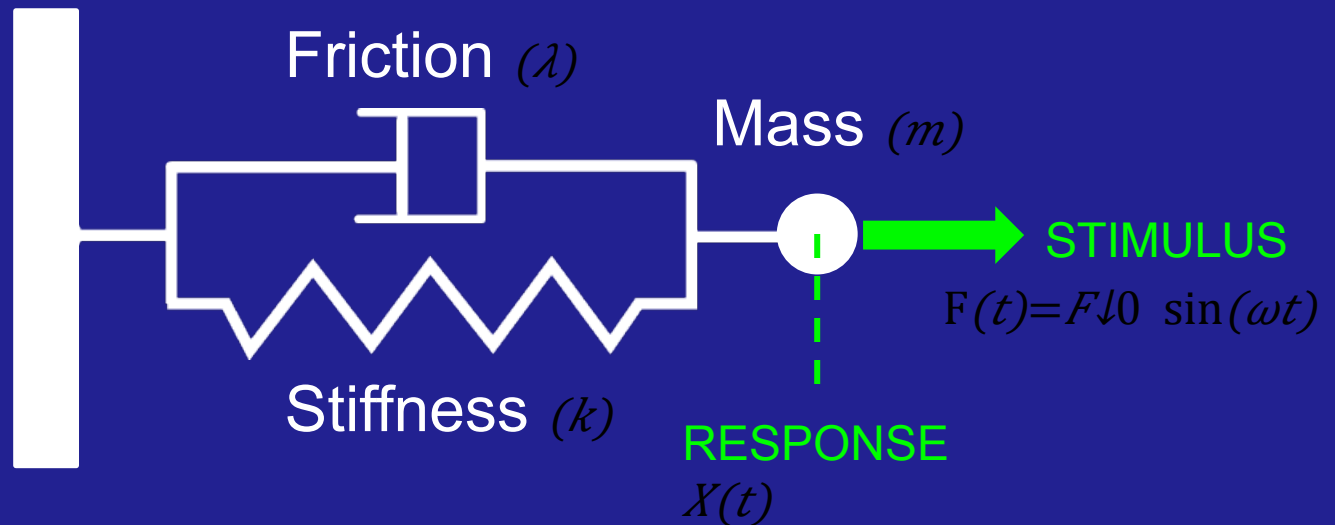 Friction (λ)
Mass (m)
STIMULUS
F(t)=F↓0 sin(ωt)
Stiffness (k)
RESPONSE
X(t)